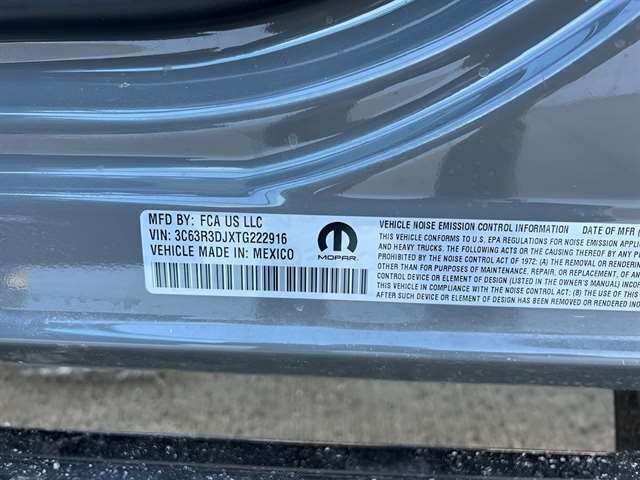 MFD BY: FCA US LLC
VIN: 3C63R3DJXTG222916
VEHICLE MADE IN: MEXICO
MOPAR
VEHICLE NOISE EMISSION CONTROL INFORMATION DATE OF MFR (
THIS VEHICLE CONFORMS TO U.S. EPA REGULATIONS FOR NOISE EMISSION APPLI
AND HEAVY TRUCKS. THE FOLLOWING ACTS OR THE CAUSING THEREOF BY ANY P
PROHIBITED BY THE NOISE CONTROL ACT OF 1972: (A) THE REMOVAL OR RENDERING
OTHER THAN FOR PURPOSES OF MAINTENANCE, REPAIR, OR REPLACEMENT, OF AN
CONTROL DEVICE OR ELEMENT OF DESIGN (LISTED IN THE OWNER'S MANUAL) INCOR
THIS VEHICLE IN COMPLIANCE WITH THE NOISE CONTROL ACT; (B) THE USE OF THIS
AFTER SUCH DEVICE OR ELEMENT OF DESIGN HAS BEEN REMOVED OR RENDERED INO